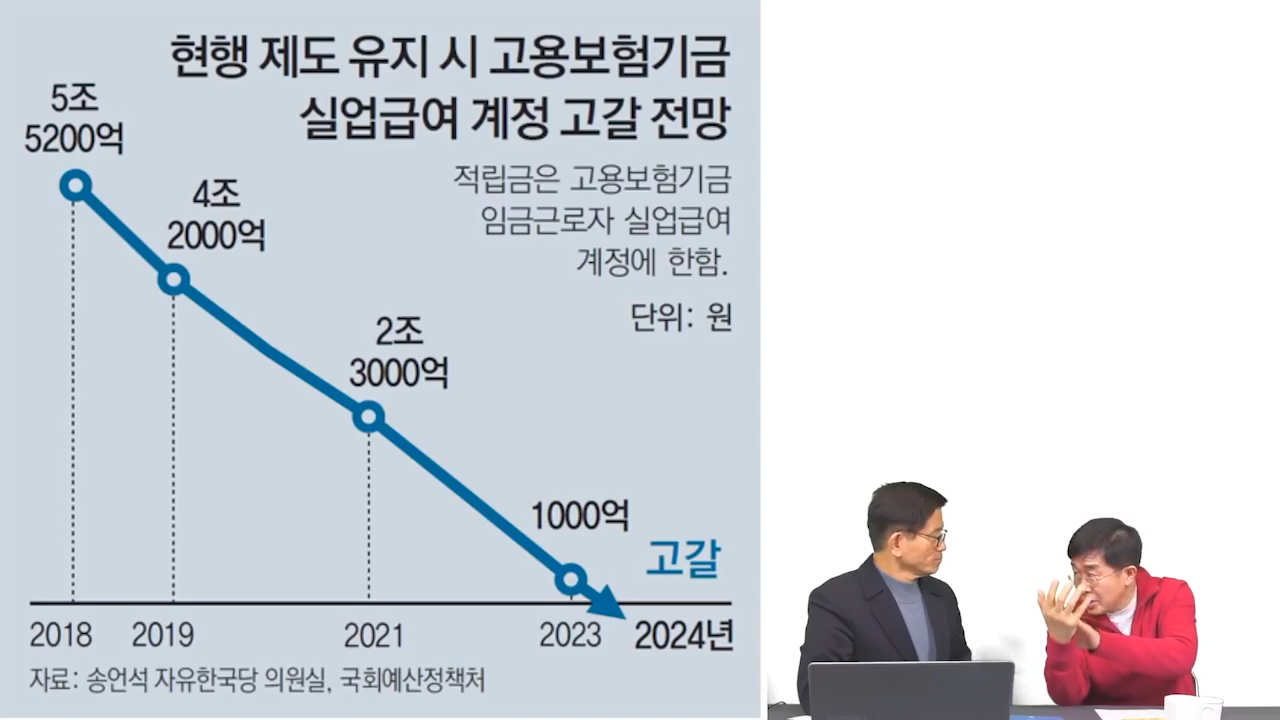 현행 제도 유지 시 고용보험기금
실업급여 계정 고갈 전망
적립금은 고용보험기금
임금근로자 실업급여
계정에 한함.
단위: 원
5조
5200억
4조
2000억
2조
3000억
1000억
고갈
2018 2019 2021 2023 2024년
자료: 송언석 자유한국당 의원실, 국회예산정책처